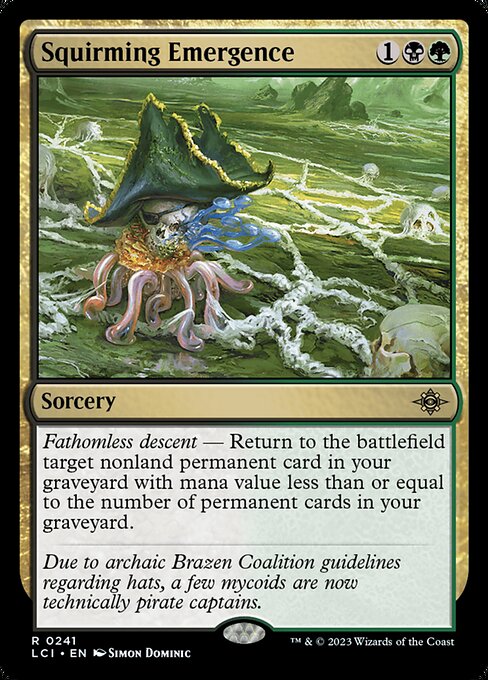 Squirming Emergence 1
Sorcery
Fathomless descent — Return to the battlefield
target nonland permanent card in your
graveyard with mana value less than or equal
to the number of permanent cards in your
graveyard.
Due to archaic Brazen Coalition guidelines
regarding hats, a few mycoids are now
technically pirate captains.
R 0241
LCI • EN Simon Dominic
™ & © 2023 Wizards of the Coast